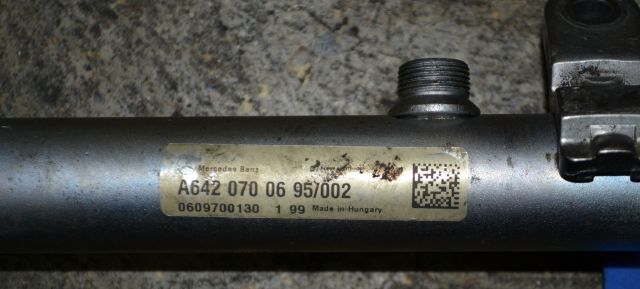 Mercedes Benz
A642 070 06 95/002
0609700130 1 99 Made in Hungary